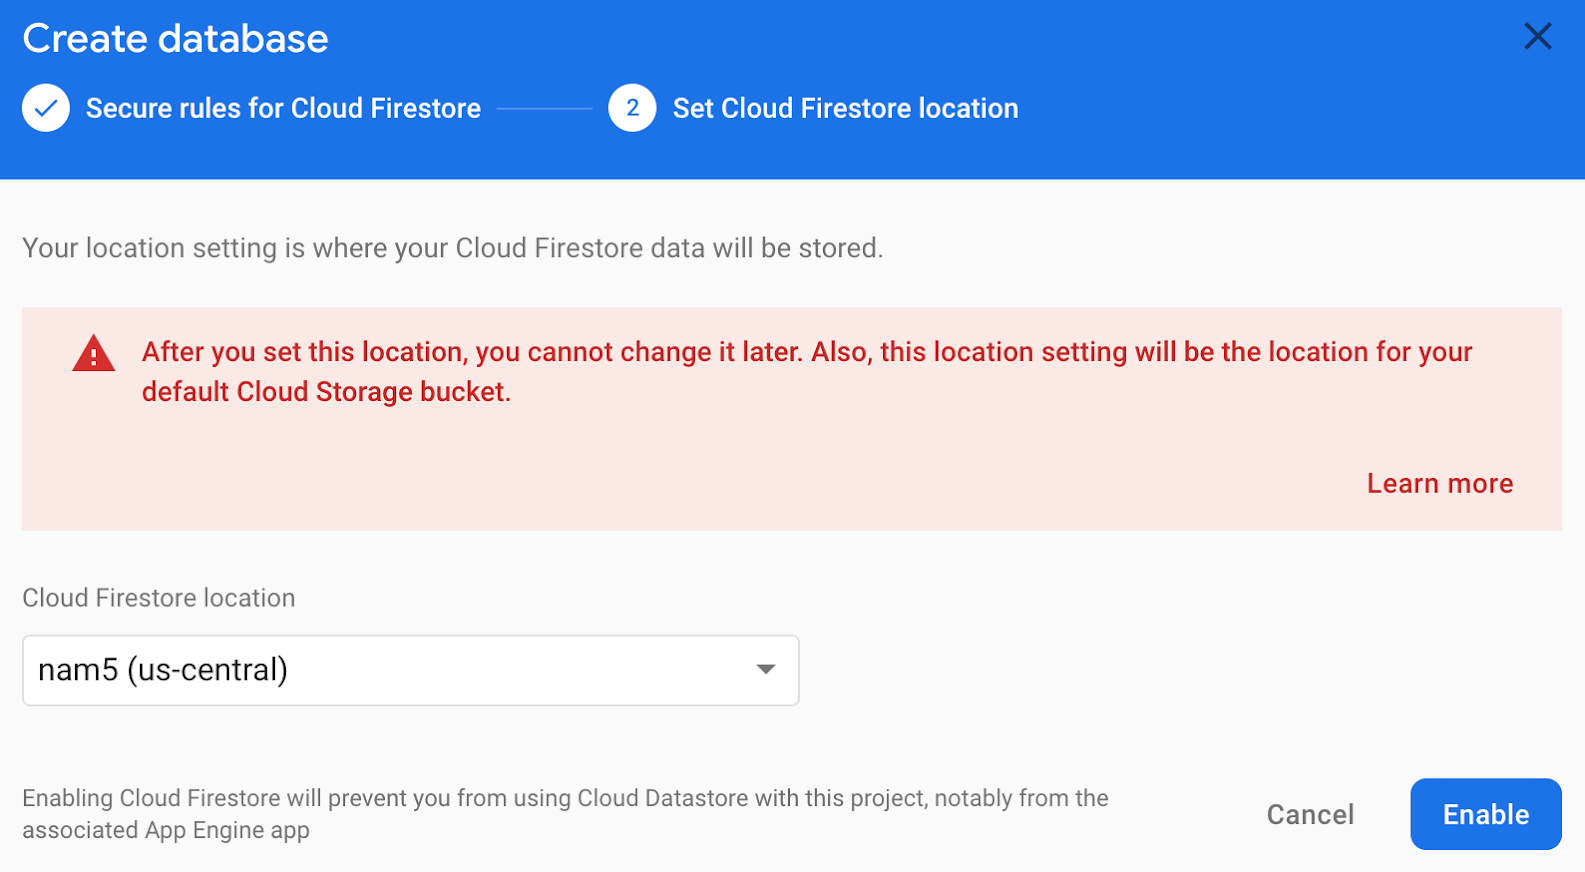 Create database
Secure rules for Cloud Firestore
2 Set Cloud Firestore location
Your location setting is where your Cloud Firestore data will be stored.
After you set this location, you cannot change it later. Also, this location setting will be the location for your
default Cloud Storage bucket.
Learn more
Cloud Firestore location
nam5 (us-central)
Enabling Cloud Firestore will prevent you from using Cloud Datastore with this project, notably from the
associated App Engine app
Cancel
Enable